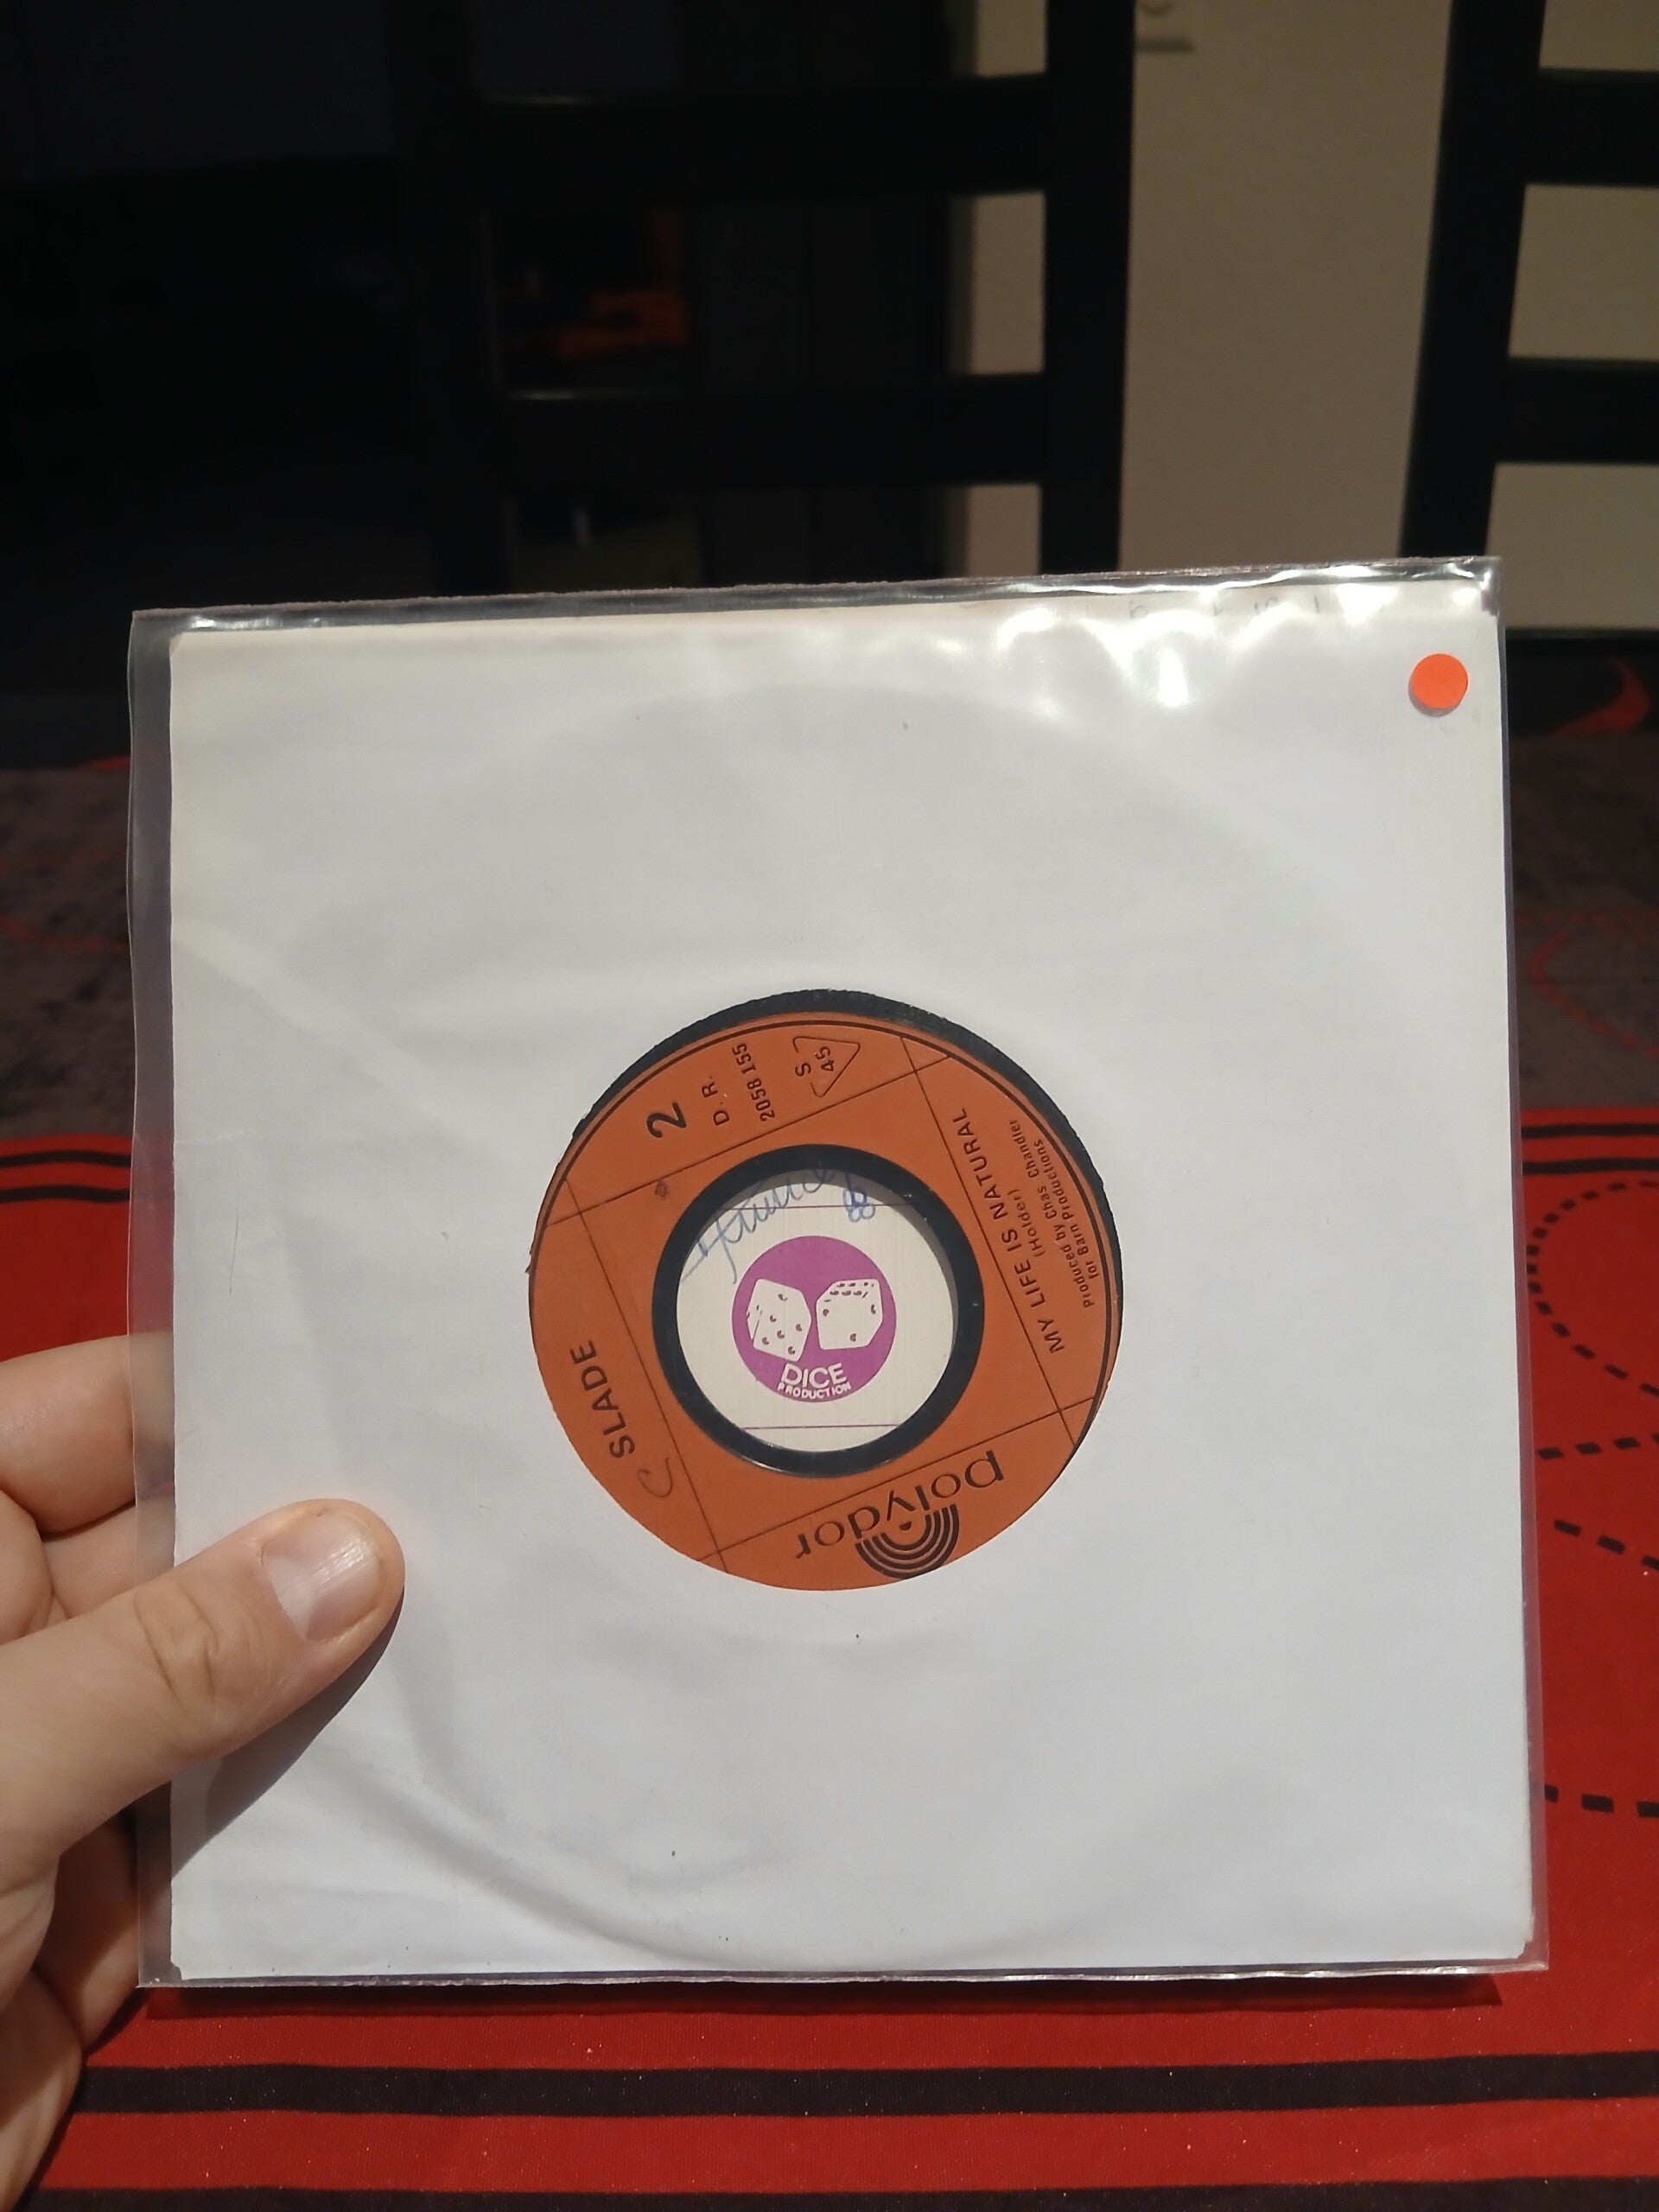 polydor
SLADE
2
D.R.
2058 155
S
45
MY LIFE IS NATURAL
(Holder)
Produced by Chas. Chandler
for Barn Productions
DICE
PRODUCTION